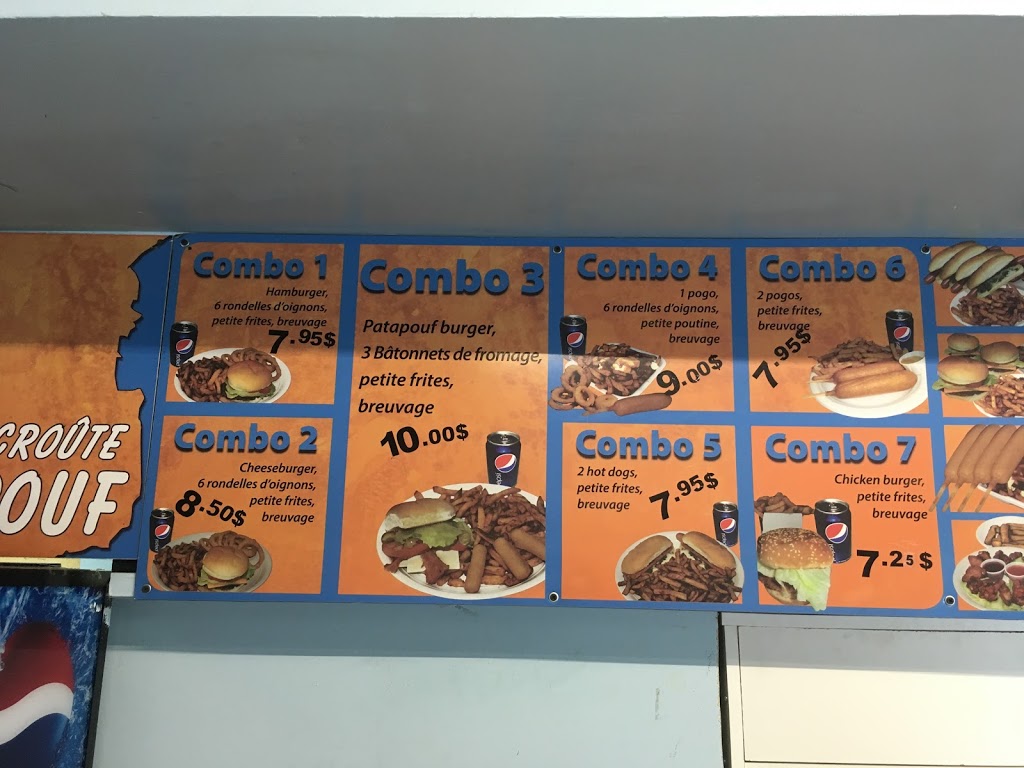 CROÛTE
OUF
Combo 1
Hamburger,
6 rondelles d'oignons,
petite frites, breuvage
7.95$
Combo 2
Cheeseburger,
6 rondelles d'oignons,
petite frites,
breuvage
8.50$
Combo 3
Patapouf burger,
3 Bâtonnets de fromage,
petite frites,
breuvage
10.00$
Combo 4
1 pogo,
6 rondelles d'oignons,
petite poutine,
breuvage
9.00$
Combo 5
2 hot dogs,
petite frites,
breuvage
7.95$
Combo 6
2 pogos,
petite frites,
breuvage
7.95$
Combo 7
Chicken burger,
petite frites,
breuvage
7.25 $